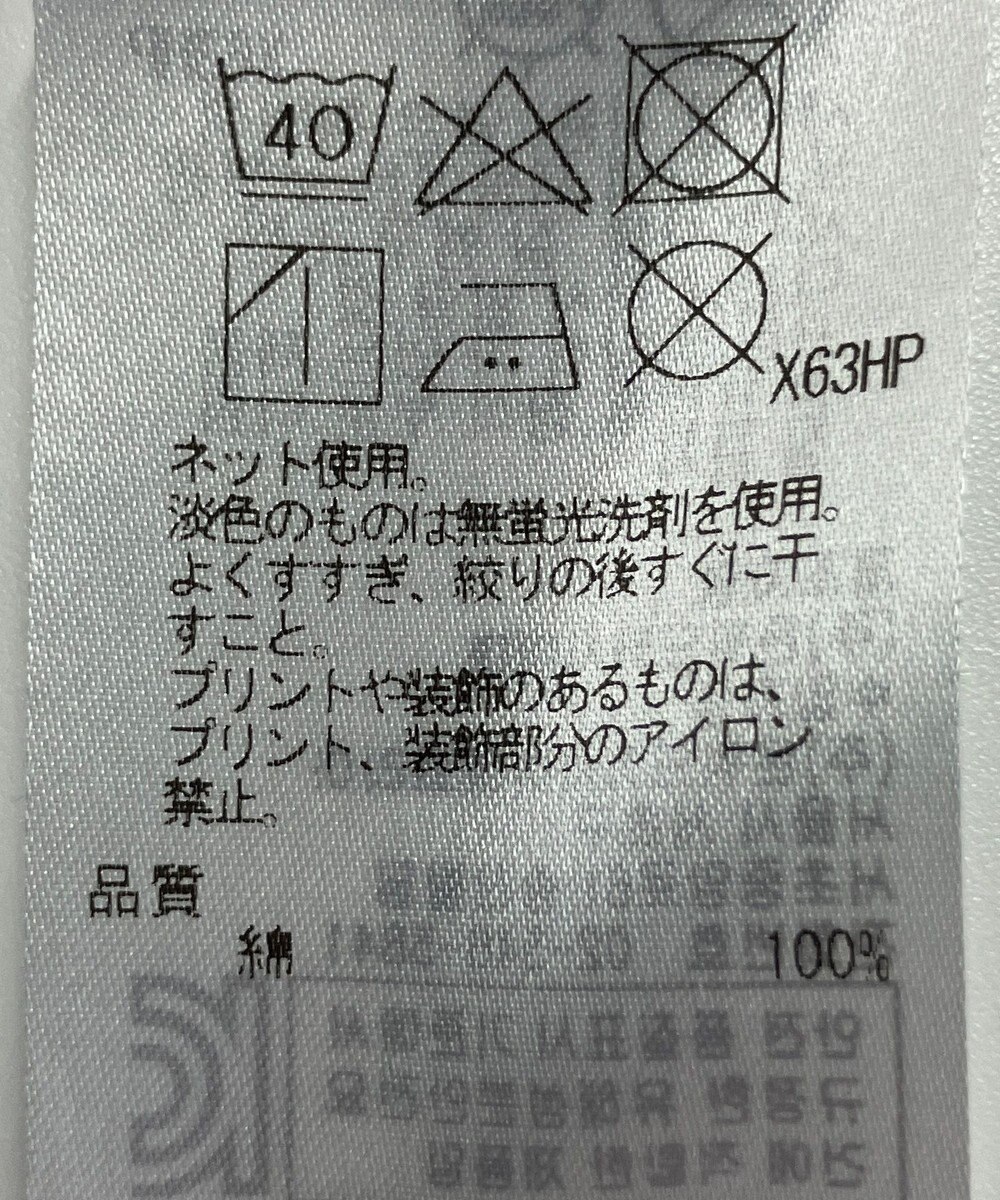 40
X63HP
ネット使用。
淡色のものは無蛍光洗剤を使用。
よくすすぎ、絞りの後すぐに干
すこと。
プリントや装飾のあるものは、
プリント、装飾部分のアイロン
禁止。
品質
綿 100%